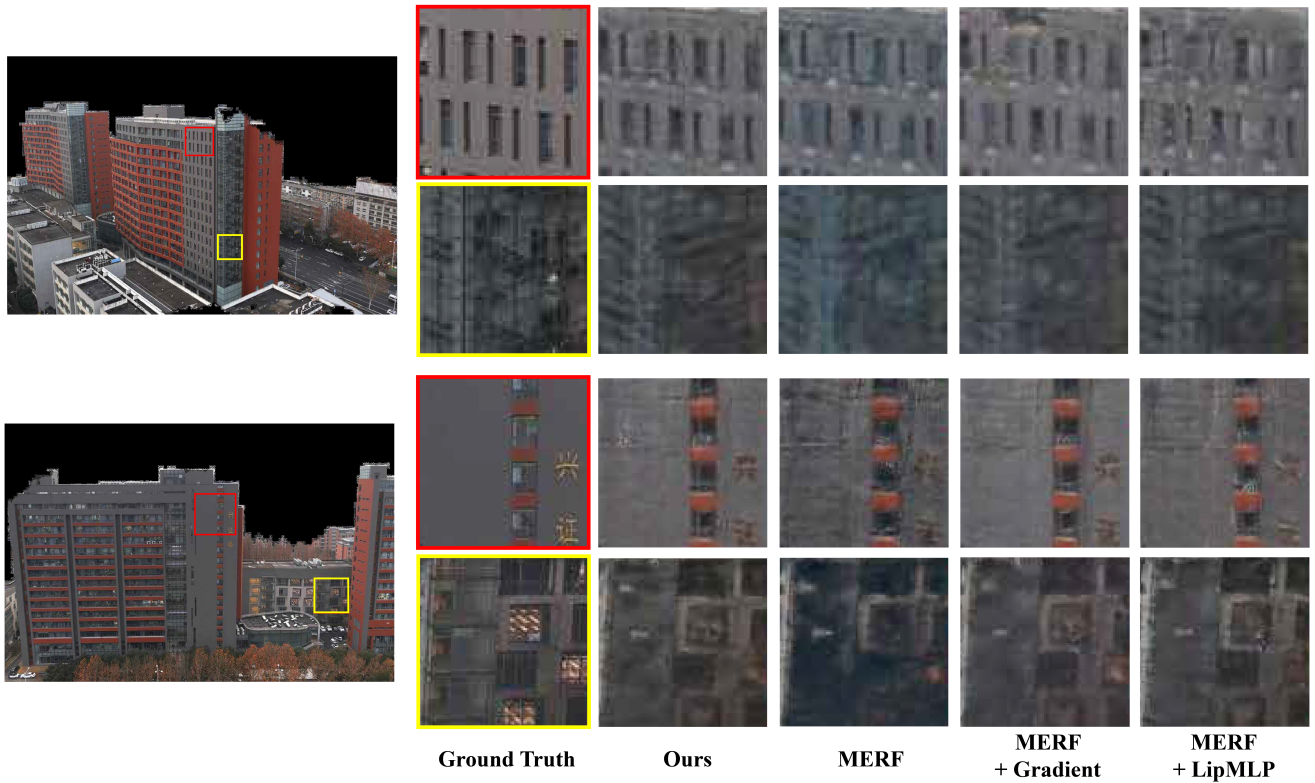 Ground Truth
Ours
MERF
MERF
+ Gradient
MERF
+ LipMLP